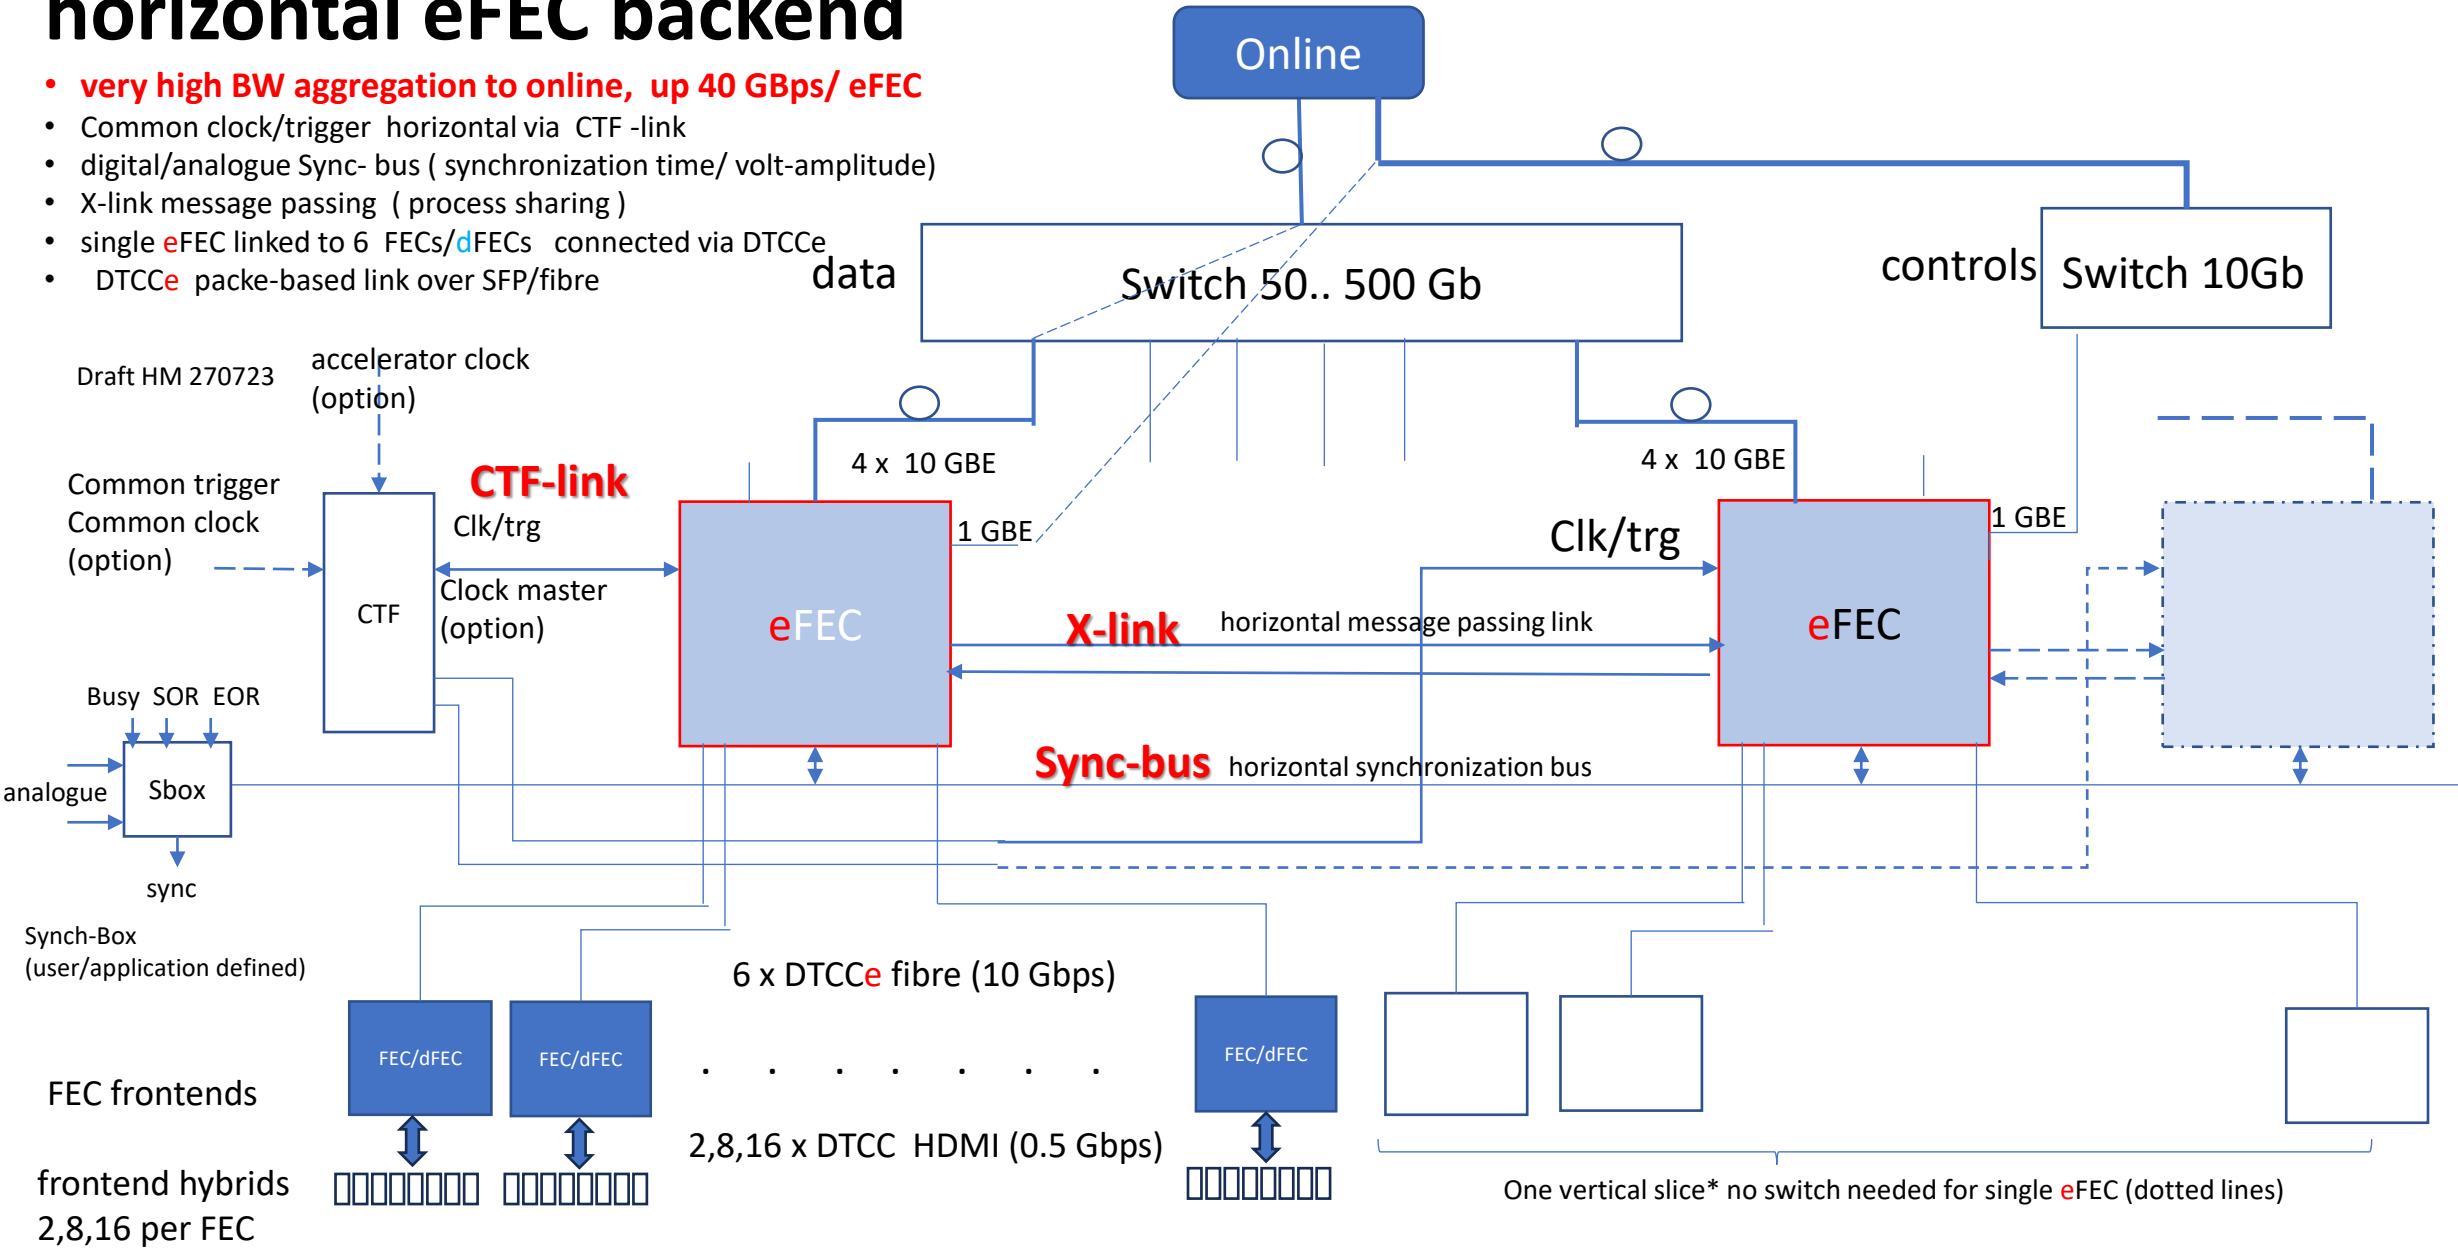 horizontal eFEC backend
• very high BW aggregation to online, up 40 GBps/ eFEC
• Common clock/trigger horizontal via CTF -link
• digital/analogue Sync- bus ( synchronization time/ volt-amplitude)
• X-link message passing ( process sharing )
• single eFEC linked to 6 FECs/dFECs connected via DTCCe
• DTCCe packe-based link over SFP/fibre
Online
data
Switch 50.. 500 Gb
controls
Switch 10Gb
Draft HM 270723
accelerator clock
(option)
4 x 10 GBE
4 x 10 GBE
Common trigger
Common clock
(option)
CTF-link
Clk/trg
1 GBE
Clk/trg
1 GBE
CTF
Clock master
(option)
eFEC
X-link
horizontal message passing link
eFEC
Busy SOR EOR
analogue
Sbox
Sync-bus
horizontal synchronization bus
sync
Synch-Box
(user/application defined)
6 x DTCCe fibre (10 Gbps)
FEC/dFEC
FEC/dFEC
. . . . . . .
FEC/dFEC
FEC frontends
2,8,16 x DTCC HDMI (0.5 Gbps)
frontend hybrids
2,8,16 per FEC
One vertical slice* no switch needed for single eFEC (dotted lines)